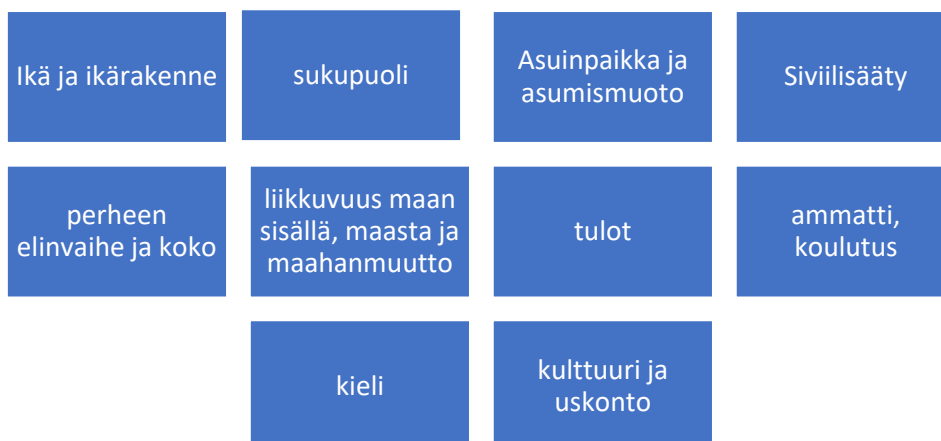 Ikä ja ikärakenne
sukupuoli
Asuinpaikka ja
asumismuoto
Siviilisääty
perheen
elinvaihe ja koko
liikkuvuus maan
sisällä, maasta ja
maahanmuutto
tulot
ammatti,
koulutus
kieli
kulttuuri ja
uskonto